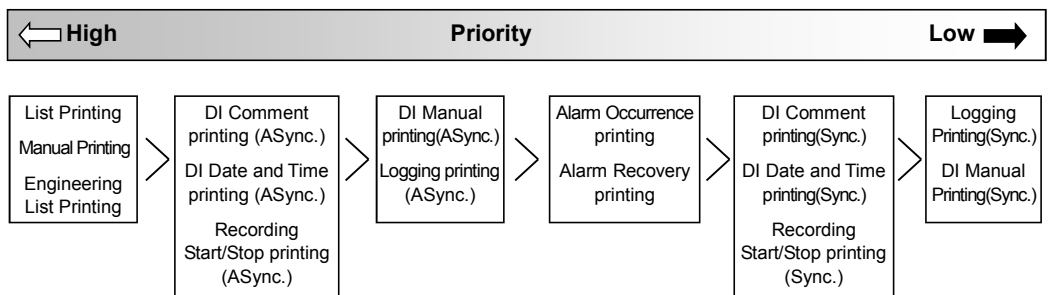 High Priority Low
List Printing
Manual Printing
Engineering
List Printing
DI Comment
printing (ASync.)
DI Date and Time
printing (ASync.)
Recording
Start/Stop printing
(ASync.)
DI Manual
printing(ASync.)
Logging printing
(ASync.)
Alarm Occurrence
printing
Alarm Recovery
printing
DI Comment
printing(Sync.)
DI Date and Time
printing(Sync.)
Recording
Start/Stop printing
(Sync.)
Logging
Printing(Sync.)
DI Manual
Printing(Sync.)